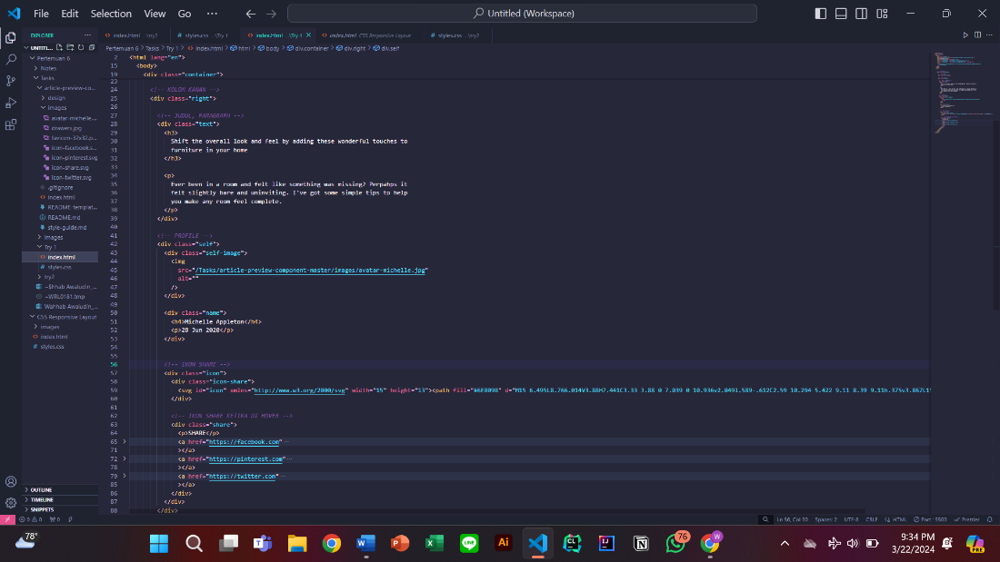 File Edit Selection View Go ··· Untitled (Workspace)
EXPLORER ···
UNTITL...
Pertemuan 6
Notes
Tasks
article-preview-co...
design
images
avatar-michelle....
drawers.jpg
favicon-32x32.p...
icon-facebook.s...
icon-pinterest.svg
icon-share.svg
icon-twitter.svg
.gitignore
index.html
README-templat...
README.md
style-guide.md
images
Try 1
index.html
styles.css
try2
~$hhab Awaludin_...
~WRL0181.tmp
Wahhab Awaludin_...
CSS Responsive Layout
images
index.html
styles.css
OUTLINE
TIMELINE
SNIPPETS
index.html \try2 styles.css \Try 1 index.html \Try 1 index.html CSS Responsive Layout styles.css \try2
Pertemuan 6 > Tasks > Try 1 > index.html > html > body > div.container > div.right > div.self
2 <html lang="en">
15 <body>
19 <div class="container">
23
24 <!-- KOLOM KANAN -->
25 <div class="right">
26
27 <!-- JUDUL, PARAGRAPH -->
28 <div class="text">
29 <h3>
30 Shift the overall look and feel by adding these wonderful touches to
31 furniture in your home
32 </h3>
33
34 <p>
35 Ever been in a room and felt like something was missing? Perpahps it
36 felt slightly bare and uninviting. I've got some simple tips to help
37 you make any room feel complete.
38 </p>
39 </div>
40
41 <!-- PROFILE -->
42 <div class="self">
43 <div class="self-image">
44 <img
45 src="/Tasks/article-preview-component-master/images/avatar-michelle.jpg"
46 alt=""
47 />
48 </div>
49
50 <div class="name">
51 <h4>Michelle Appleton</h4>
52 <p>28 Jun 2020</p>
53 </div>
54
55
56 <!-- IKON SHARE -->
57 <div class="icon">
58 <div class="icon-share">
59 <svg id="icon" xmlns="http://www.w3.org/2000/svg" width="15" height="13"><path fill="#6E8098" d="M15 6.495L8.766.014V3.88H7.441C3.33 3.88 0 7.039 0 10.936v2.049l.589-.612C2.59 10.294 5.422 9.11 8.39 9.11h.375v3.867L1
60 </div>
61
62 <!-- IKON SHARE KETIKA DI HOVER -->
63 <div class="share">
64 <p>SHARE</p>
65 <a href="https://facebook.com" ···
71 ></a>
72 <a href="https://pinterest.com" ···
78 ></a>
79 <a href="https://twitter.com" ···
85 ></a>
86 </div>
87 </div>
88 </div>
0 0 0 Ln 56, Col 30 Spaces: 2 UTF-8 CRLF HTML Port : 5500 Prettier
78° 76 9:34 PM
3/22/2024